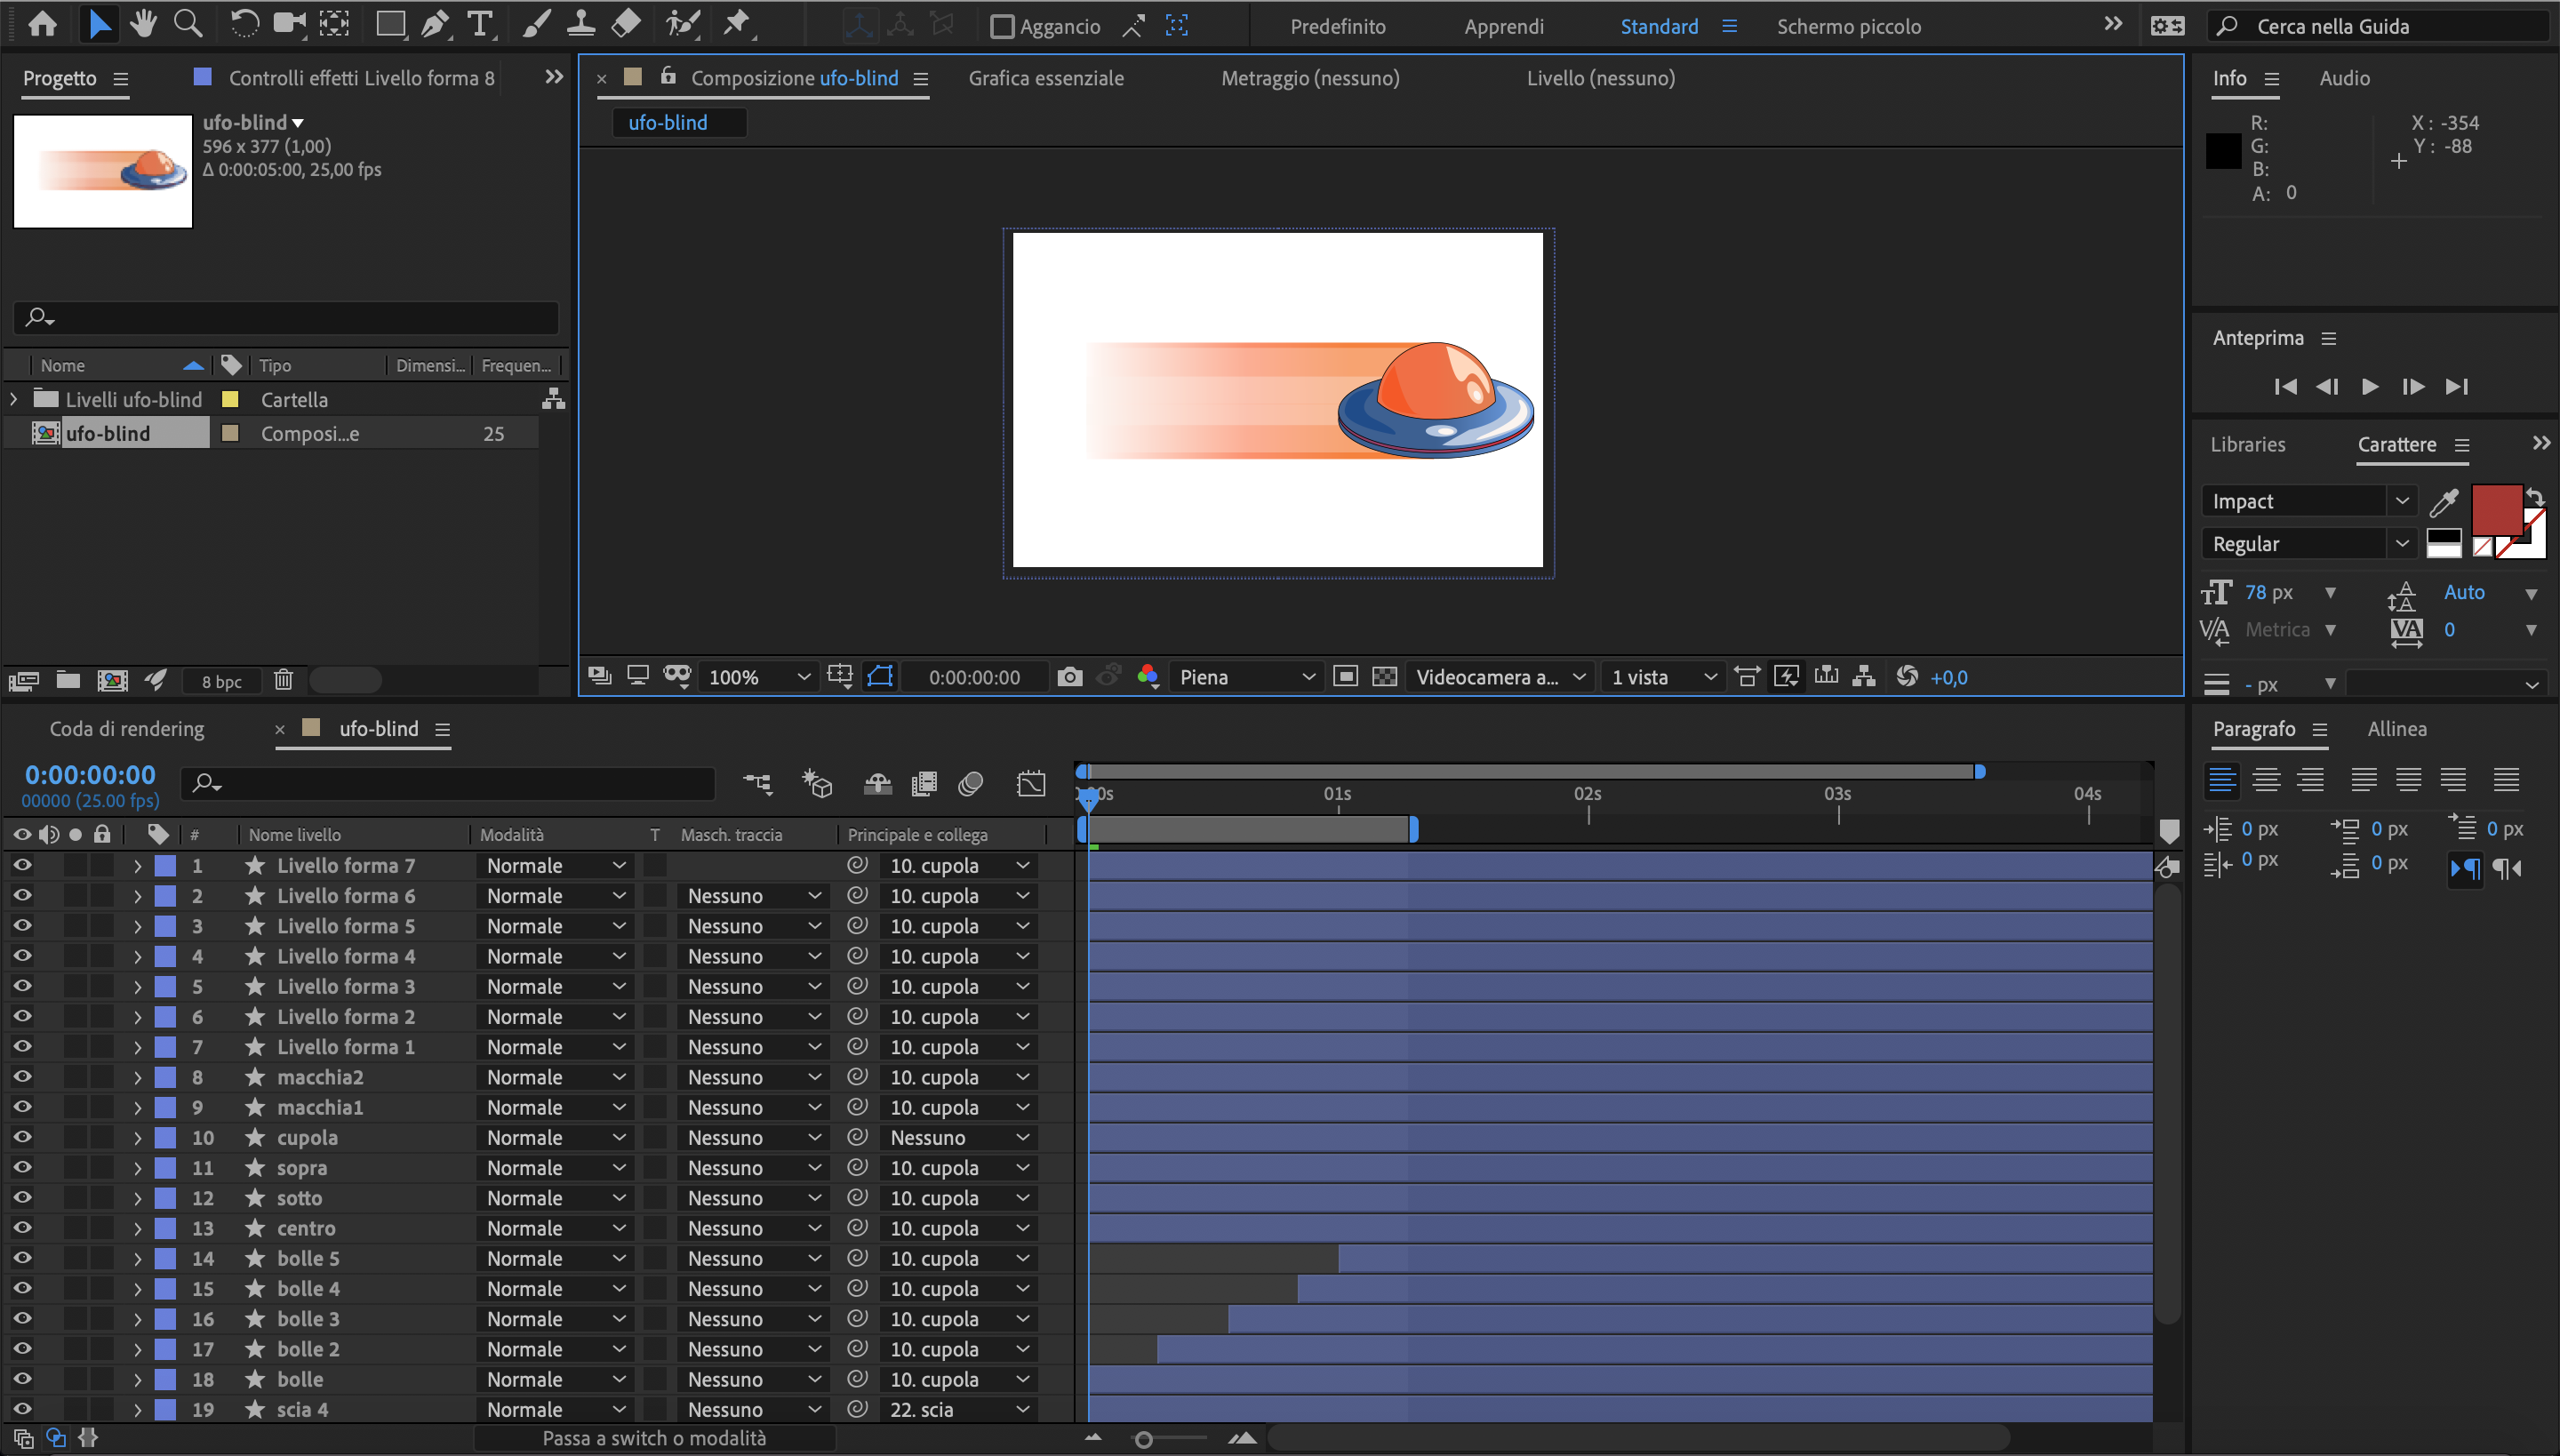 Aggancio
Predefinito
Apprendi
Standard
Schermo piccolo
Cerca nella Guida
Progetto
Controlli effetti Livello forma 8
ufo-blind
596 x 377 (1,00)
Δ 0:00:05:00, 25,00 fps
Nome
Tipo
Dimensi...
Frequen...
Livelli ufo-blind
Cartella
ufo-blind
Composi...e
25
8 bpc
Composizione ufo-blind
Grafica essenziale
Metraggio (nessuno)
Livello (nessuno)
ufo-blind
100%
0:00:00:00
Piena
Videocamera a...
1 vista
+0,0
Info
Audio
R:
G:
B:
A: 0
X: -354
Y: -88
Anteprima
Libraries
Carattere
Impact
Regular
78 px
Auto
Metrica
0
- px
Paragrafo
Allinea
0 px
0 px
0 px
0 px
0 px
Coda di rendering
ufo-blind
0:00:00:00
00000 (25.00 fps)
01s
02s
03s
04s
#
Nome livello
Modalità
T
Masch. traccia
Principale e collega
1 Livello forma 7 Normale 10. cupola
2 Livello forma 6 Normale Nessuno 10. cupola
3 Livello forma 5 Normale Nessuno 10. cupola
4 Livello forma 4 Normale Nessuno 10. cupola
5 Livello forma 3 Normale Nessuno 10. cupola
6 Livello forma 2 Normale Nessuno 10. cupola
7 Livello forma 1 Normale Nessuno 10. cupola
8 macchia2 Normale Nessuno 10. cupola
9 macchia1 Normale Nessuno 10. cupola
10 cupola Normale Nessuno Nessuno
11 sopra Normale Nessuno 10. cupola
12 sotto Normale Nessuno 10. cupola
13 centro Normale Nessuno 10. cupola
14 bolle 5 Normale Nessuno 10. cupola
15 bolle 4 Normale Nessuno 10. cupola
16 bolle 3 Normale Nessuno 10. cupola
17 bolle 2 Normale Nessuno 10. cupola
18 bolle Normale Nessuno 10. cupola
19 scia 4 Normale Nessuno 22. scia
Passa a switch o modalità